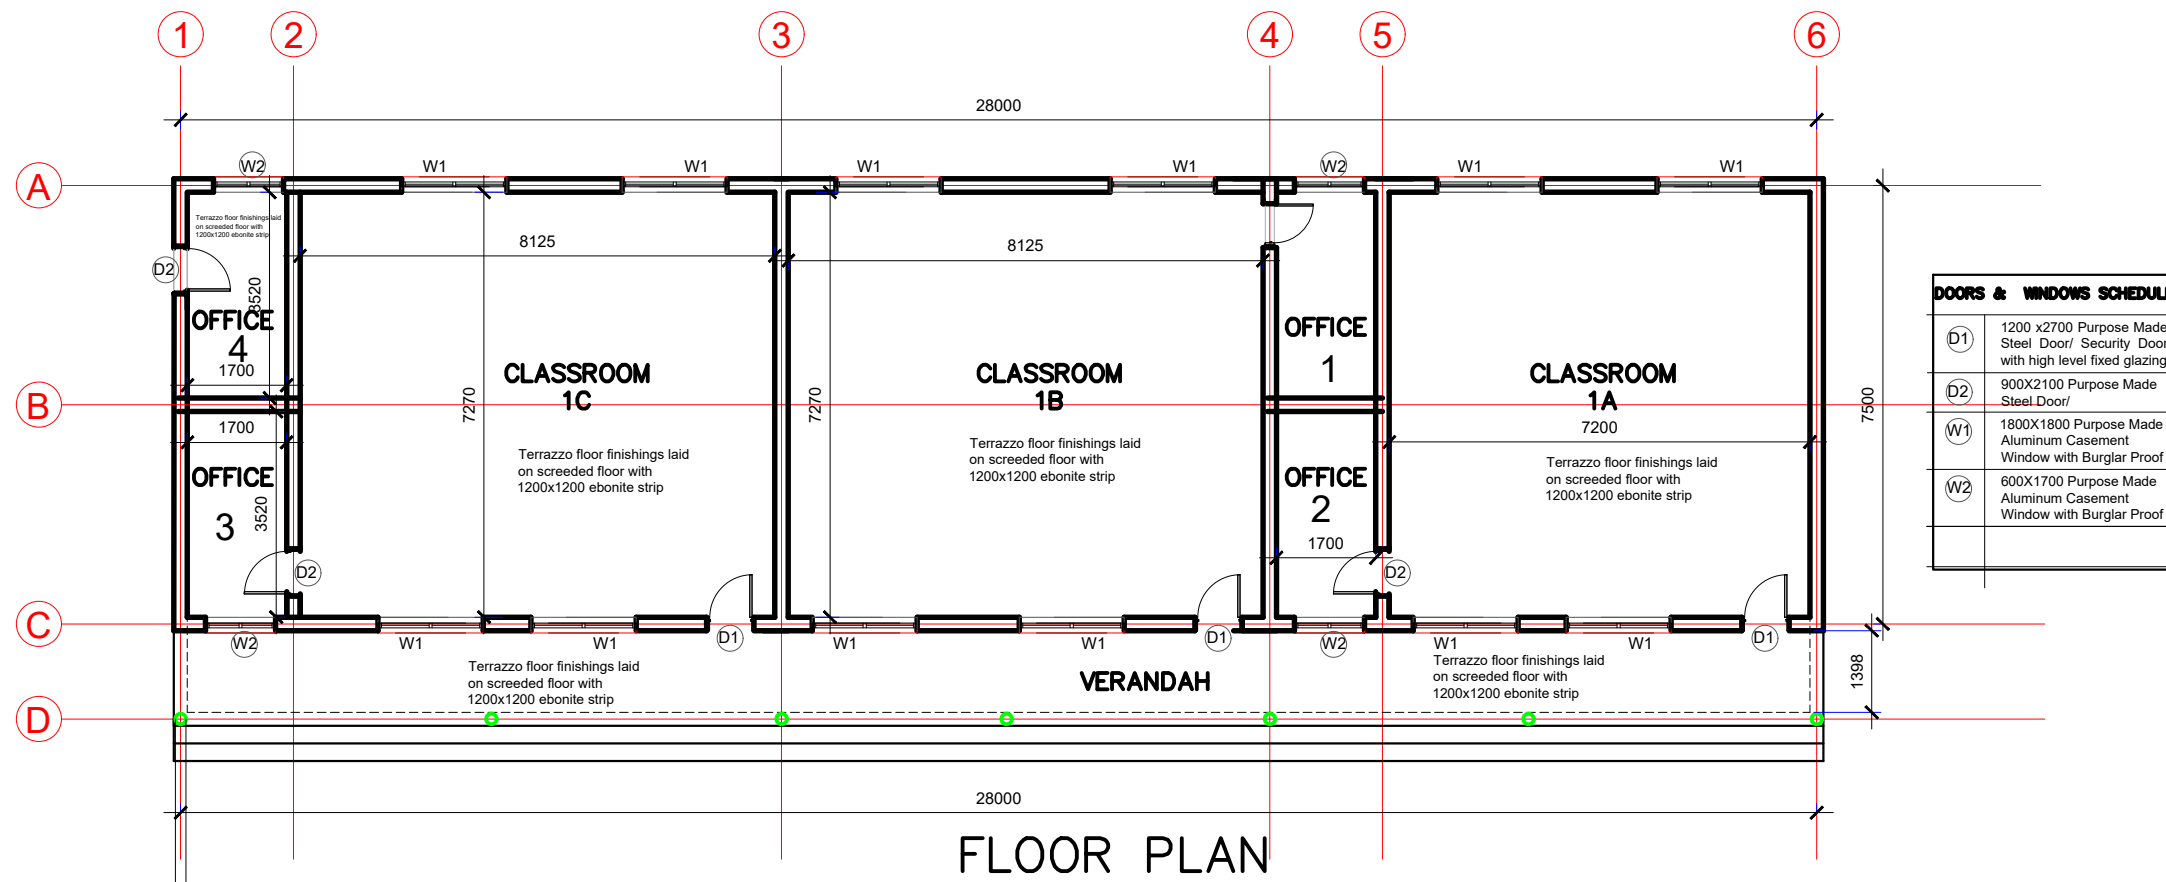 1 2 3 4 5 6
28000
A
W2 W1 W1 W1 W1 W2 W1 W1
Terrazzo floor finishings laid
on screeded floor with
1200x1200 ebonite strip
8125
8125
D2
3520
OFFICE
4
1700
7270
CLASSROOM
1C
Terrazzo floor finishings laid
on screeded floor with
1200x1200 ebonite strip
7270
CLASSROOM
1B
Terrazzo floor finishings laid
on screeded floor with
1200x1200 ebonite strip
OFFICE
1
CLASSROOM
1A
7200
Terrazzo floor finishings laid
on screeded floor with
1200x1200 ebonite strip
7500
B
1700
OFFICE
3
3520
D2
OFFICE
2
1700
D2
C
W2 W1 W1 D1 W1 W1 D1 W2 W1 W1 D1
Terrazzo floor finishings laid
on screeded floor with
1200x1200 ebonite strip
VERANDAH
Terrazzo floor finishings laid
on screeded floor with
1200x1200 ebonite strip
1398
D
28000
FLOOR PLAN
DOORS & WINDOWS SCHEDUL
D1
1200 x2700 Purpose Made
Steel Door/ Security Door
with high level fixed glazing
D2
900X2100 Purpose Made
Steel Door/
W1
1800X1800 Purpose Made
Aluminum Casement
Window with Burglar Proof
W2
600X1700 Purpose Made
Aluminum Casement
Window with Burglar Proof